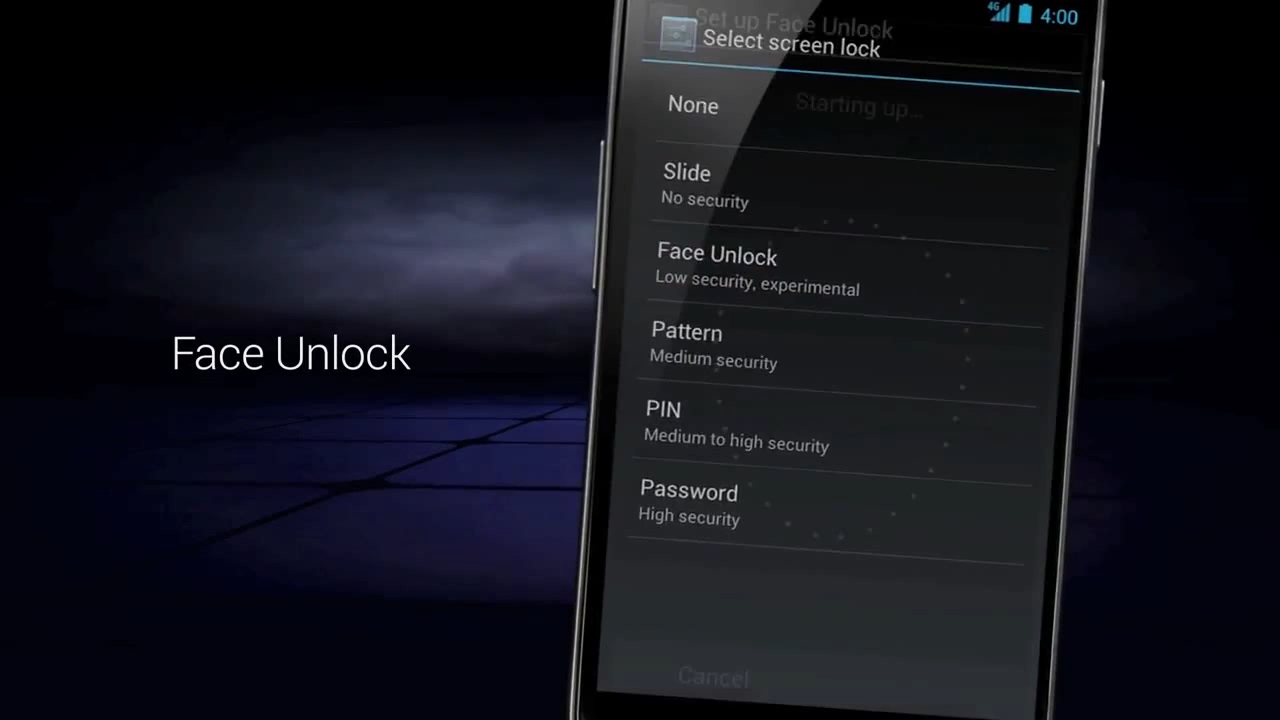 4G 4:00
Set up Face Unlock
Select screen lock
None
Starting up...
Slide
No security
Face Unlock
Low security, experimental
Pattern
Medium security
Face Unlock
PIN
Medium to high security
Password
High security
Cancel